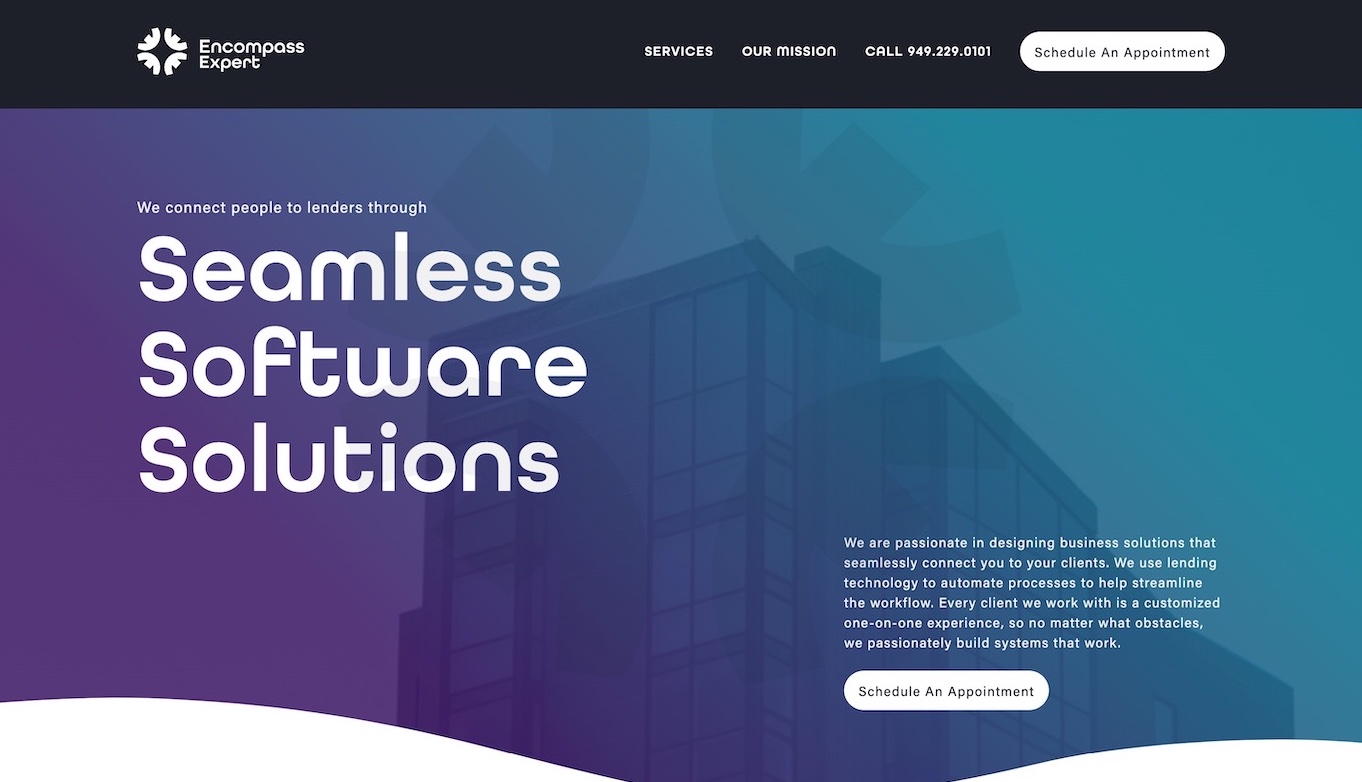 Encompass
Expert
SERVICES
OUR MISSION
CALL 949.229.0101
Schedule An Appointment
We connect people to lenders through
Seamless
Software
Solutions
We are passionate in designing business solutions that
seamlessly connect you to your clients. We use lending
technology to automate processes to help streamline
the workflow. Every client we work with is a customized
one-on-one experience, so no matter what obstacles,
we passionately build systems that work.
Schedule An Appointment